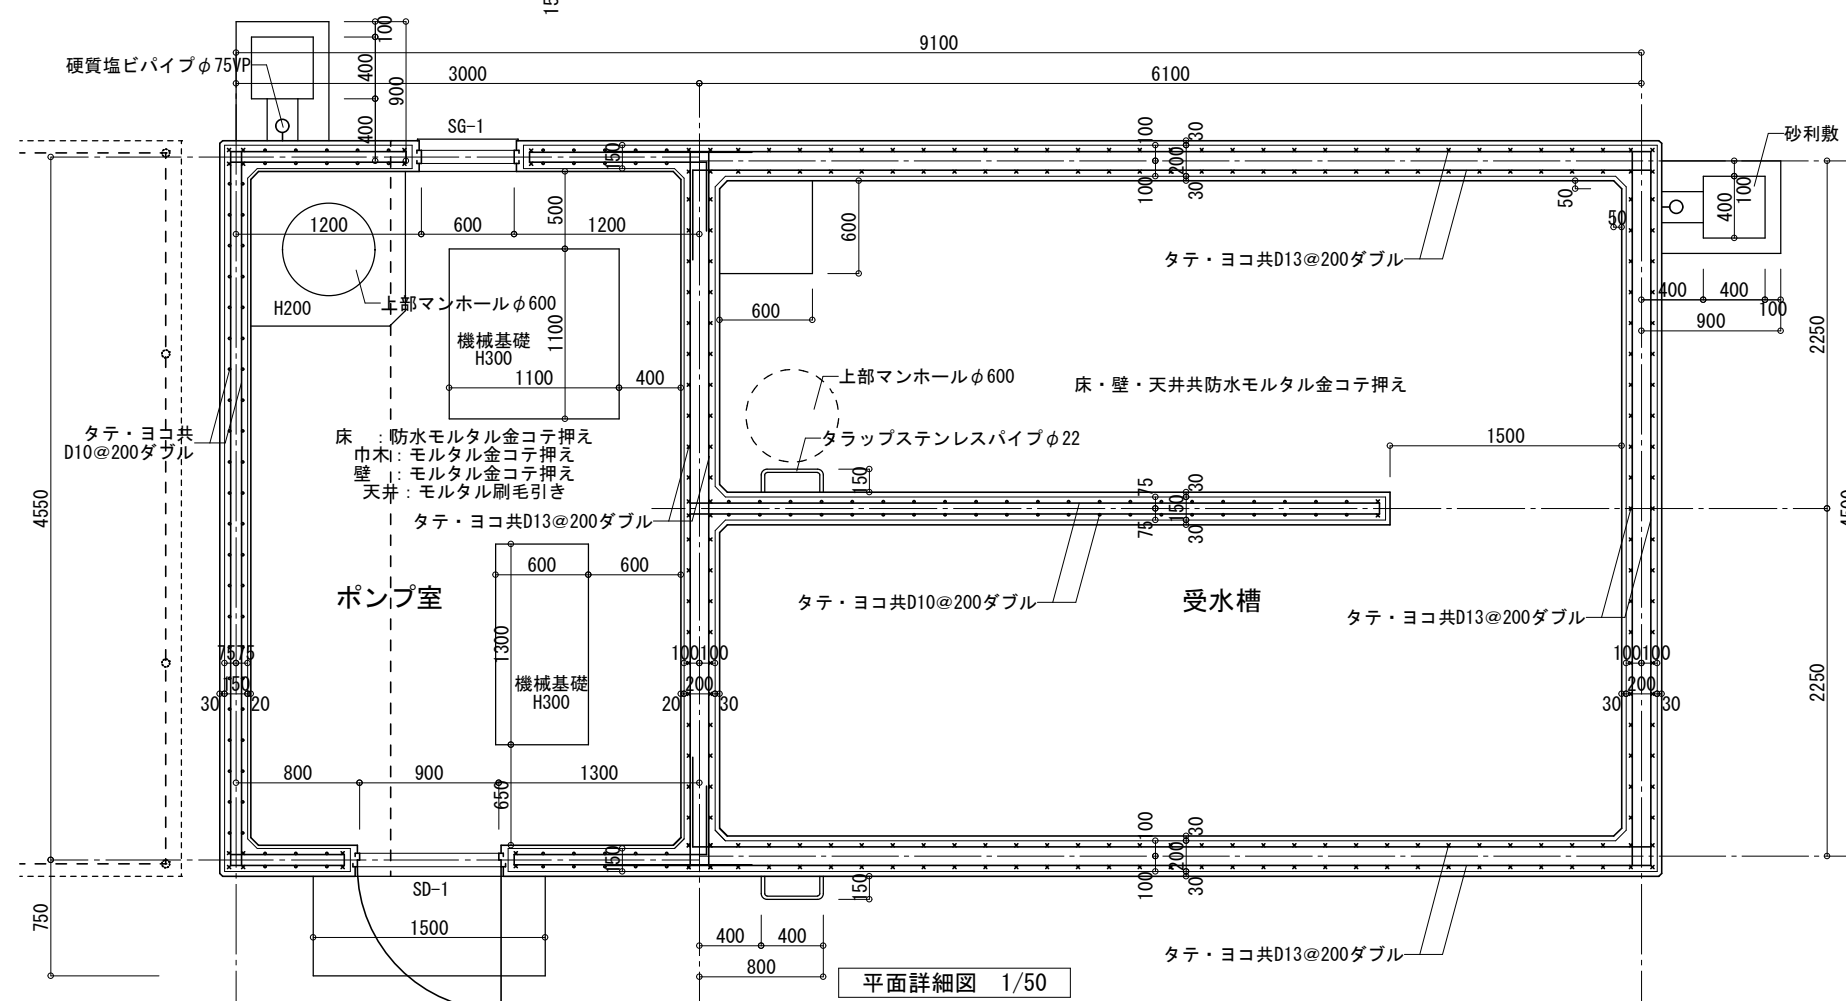 15
100
9100
硬質塩ビパイプφ75VP
400
900
3000
6100
400
SG-1
砂利敷
150
100
30
200
100
30
50
50
400
100
1200
600
1200
500
600
タテ・ヨコ共D13@200ダブル
400
400
100
900
H200
上部マンホールφ600
600
機械基礎
H300
1100
1100
400
2250
上部マンホールφ600
床・壁・天井共防水モルタル金コテ押え
タテ・ヨコ共
D10@200ダブル
床　：防水モルタル金コテ押え
巾木：モルタル金コテ押え
壁　：モルタル金コテ押え
天井：モルタル刷毛引き
タラップステンレスパイプφ22
1500
150
75
30
150
75
30
4550
4500
タテ・ヨコ共D13@200ダブル
600
600
ポンプ室
タテ・ヨコ共D10@200ダブル
受水槽
タテ・ヨコ共D13@200ダブル
1300
7575
150
30
20
100100
200
20
30
機械基礎
H300
100100
200
30
30
2250
800
900
1300
650
150
100
30
200
100
30
SD-1
150
750
1500
400
400
800
タテ・ヨコ共D13@200ダブル
平面詳細図　1/50